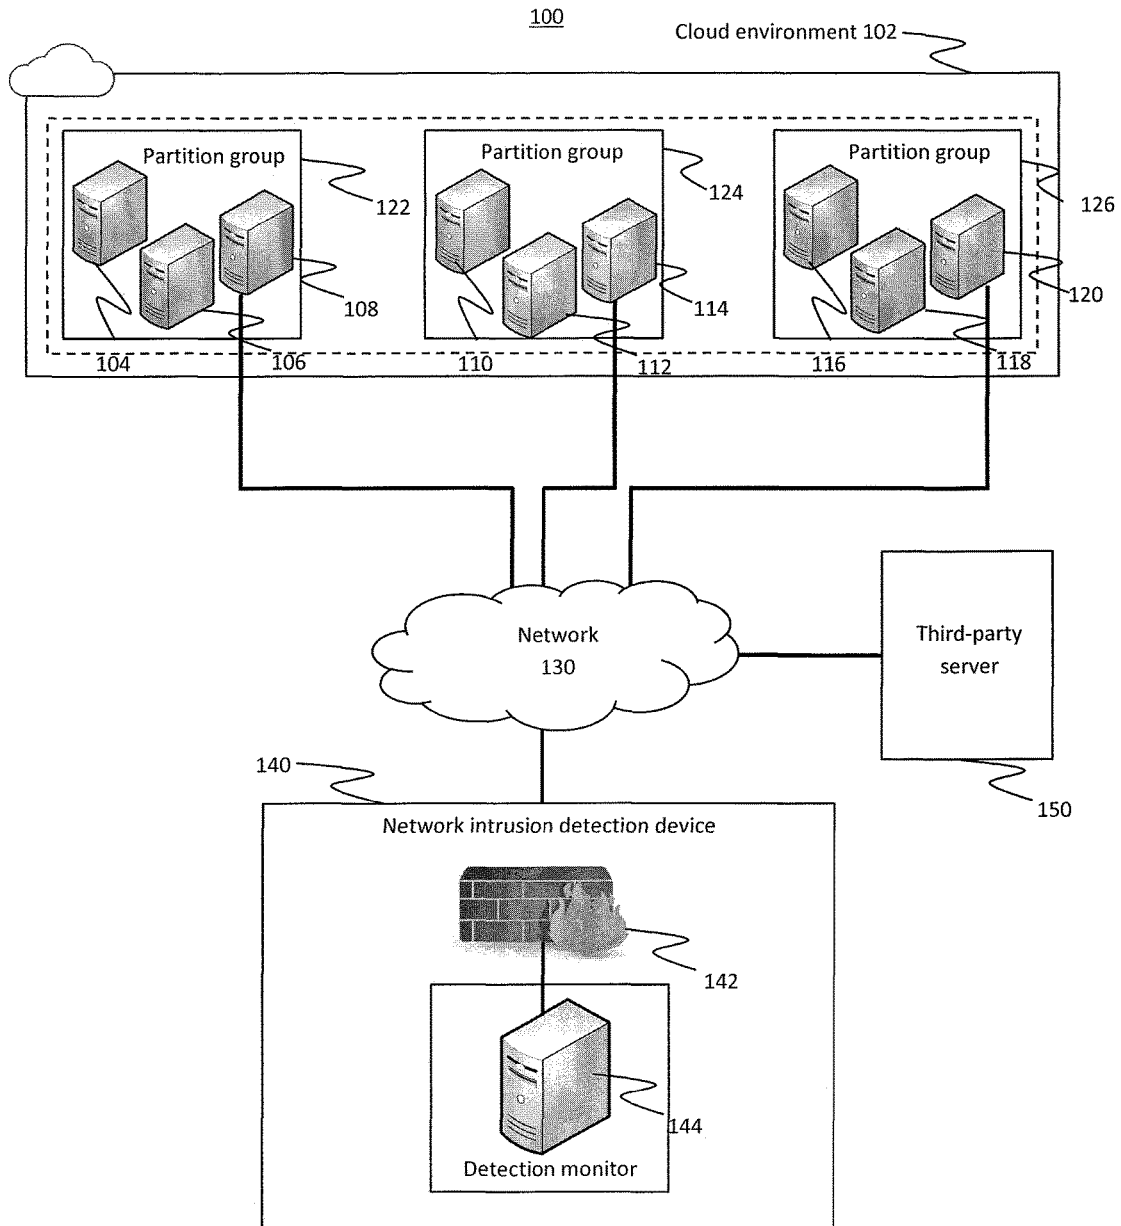 100
Cloud environment 102
Partition group
Partition group
Partition group
122
124
126
108
114
120
104
106
110
112
116
118
Network
130
Third-party
server
140
150
Network intrusion detection device
142
144
Detection monitor